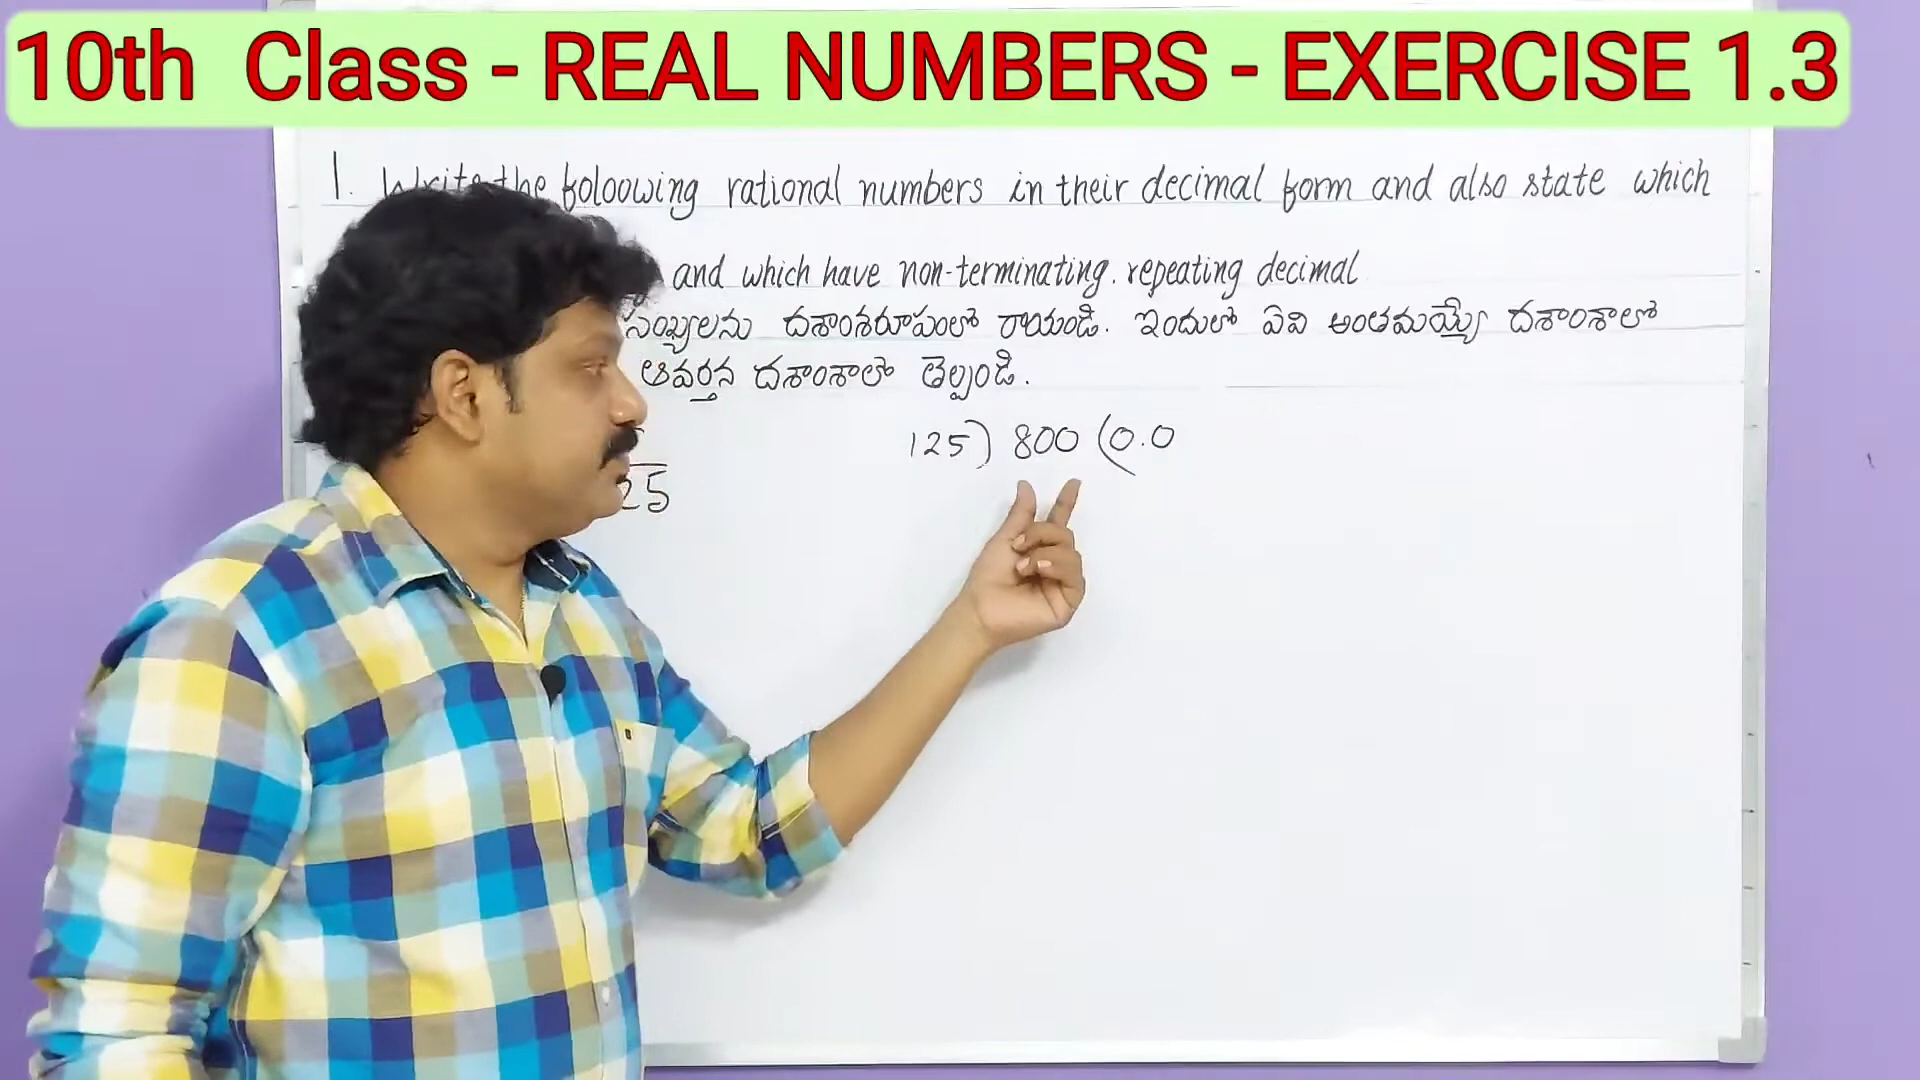 10th Class - REAL NUMBERS - EXERCISE 1.3
1. Write the foloowing rational numbers in their decimal form and also state which
and which have non-terminating. repeating decimal
సంఖ్యలను దశాంశరూపంలో రాయండి. ఇందులో ఏవి అంతమయ్యే దశాంశాలో
ఆవర్తన దశాంశాలో తెల్పండి.
125) 800 (0.0
25